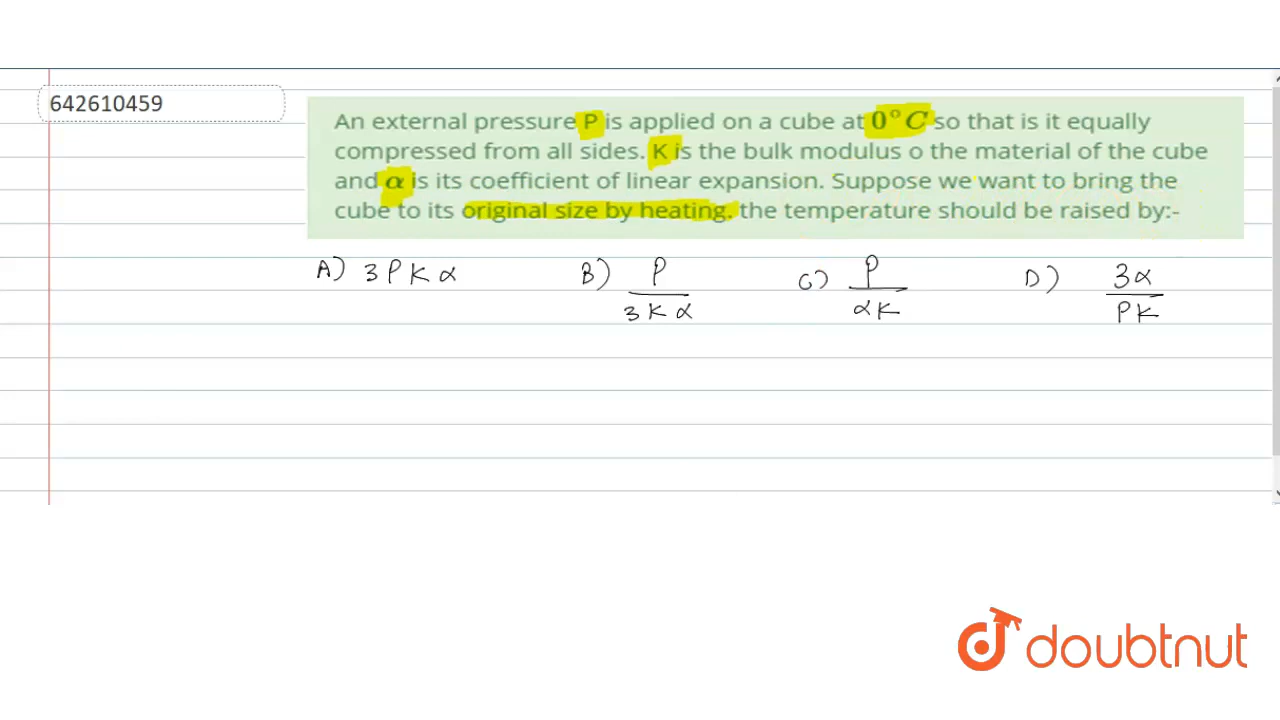 642610459
An external pressure P is applied on a cube at 0°C so that is it equally
compressed from all sides. K is the bulk modulus o the material of the cube
and α is its coefficient of linear expansion. Suppose we want to bring the
cube to its original size by heating. the temperature should be raised by:-
A) 3PKα B) P/3Kα C) P/αK D) 3α/PK
doubtnut